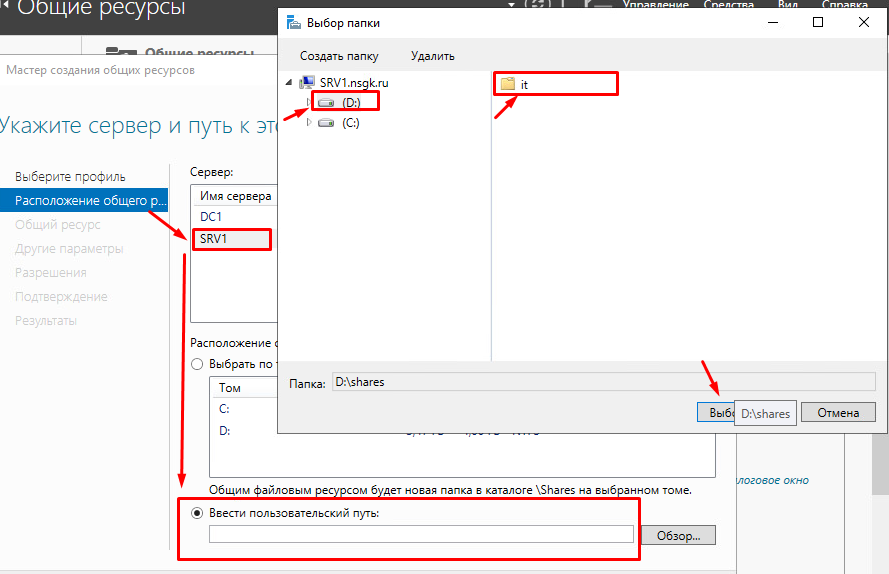 Общие ресурсы
Управление Средства Вид Справка
Общие ресурсы
Мастер создания общих ресурсов
Укажите сервер и путь к
Выберите профиль
Расположение общего р...
Общий ресурс
Другие параметры
Разрешения
Подтверждение
Результаты
Сервер:
Имя сервера
DC1
SRV1
Расположение
Выбрать по
Том
C:
D:
Общим файловым ресурсом будет новая папка в каталоге \Shares на выбранном томе.
Ввести пользовательский путь:
Обзор...
окно
Выбор папки
Создать папку Удалить
SRV1.nsgk.ru
(D:)
(C:)
it
Папка: D:\shares
D:\shares
Отмена